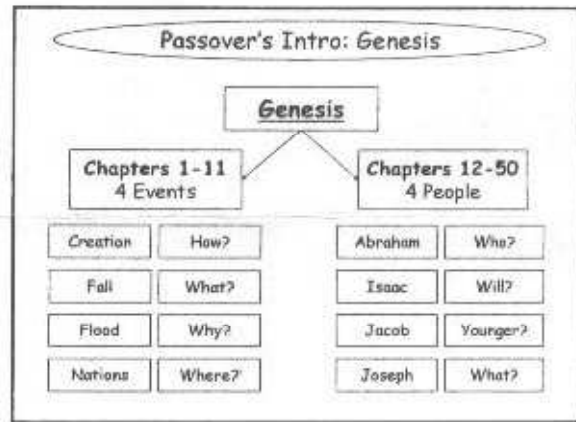 Passover's Intro: Genesis
Genesis
Chapters 1-11
4 Events
Chapters 12-50
4 People
Creation How?
Fall What?
Flood Why?
Nations Where?
Abraham Who?
Isaac Will?
Jacob Younger?
Joseph What?